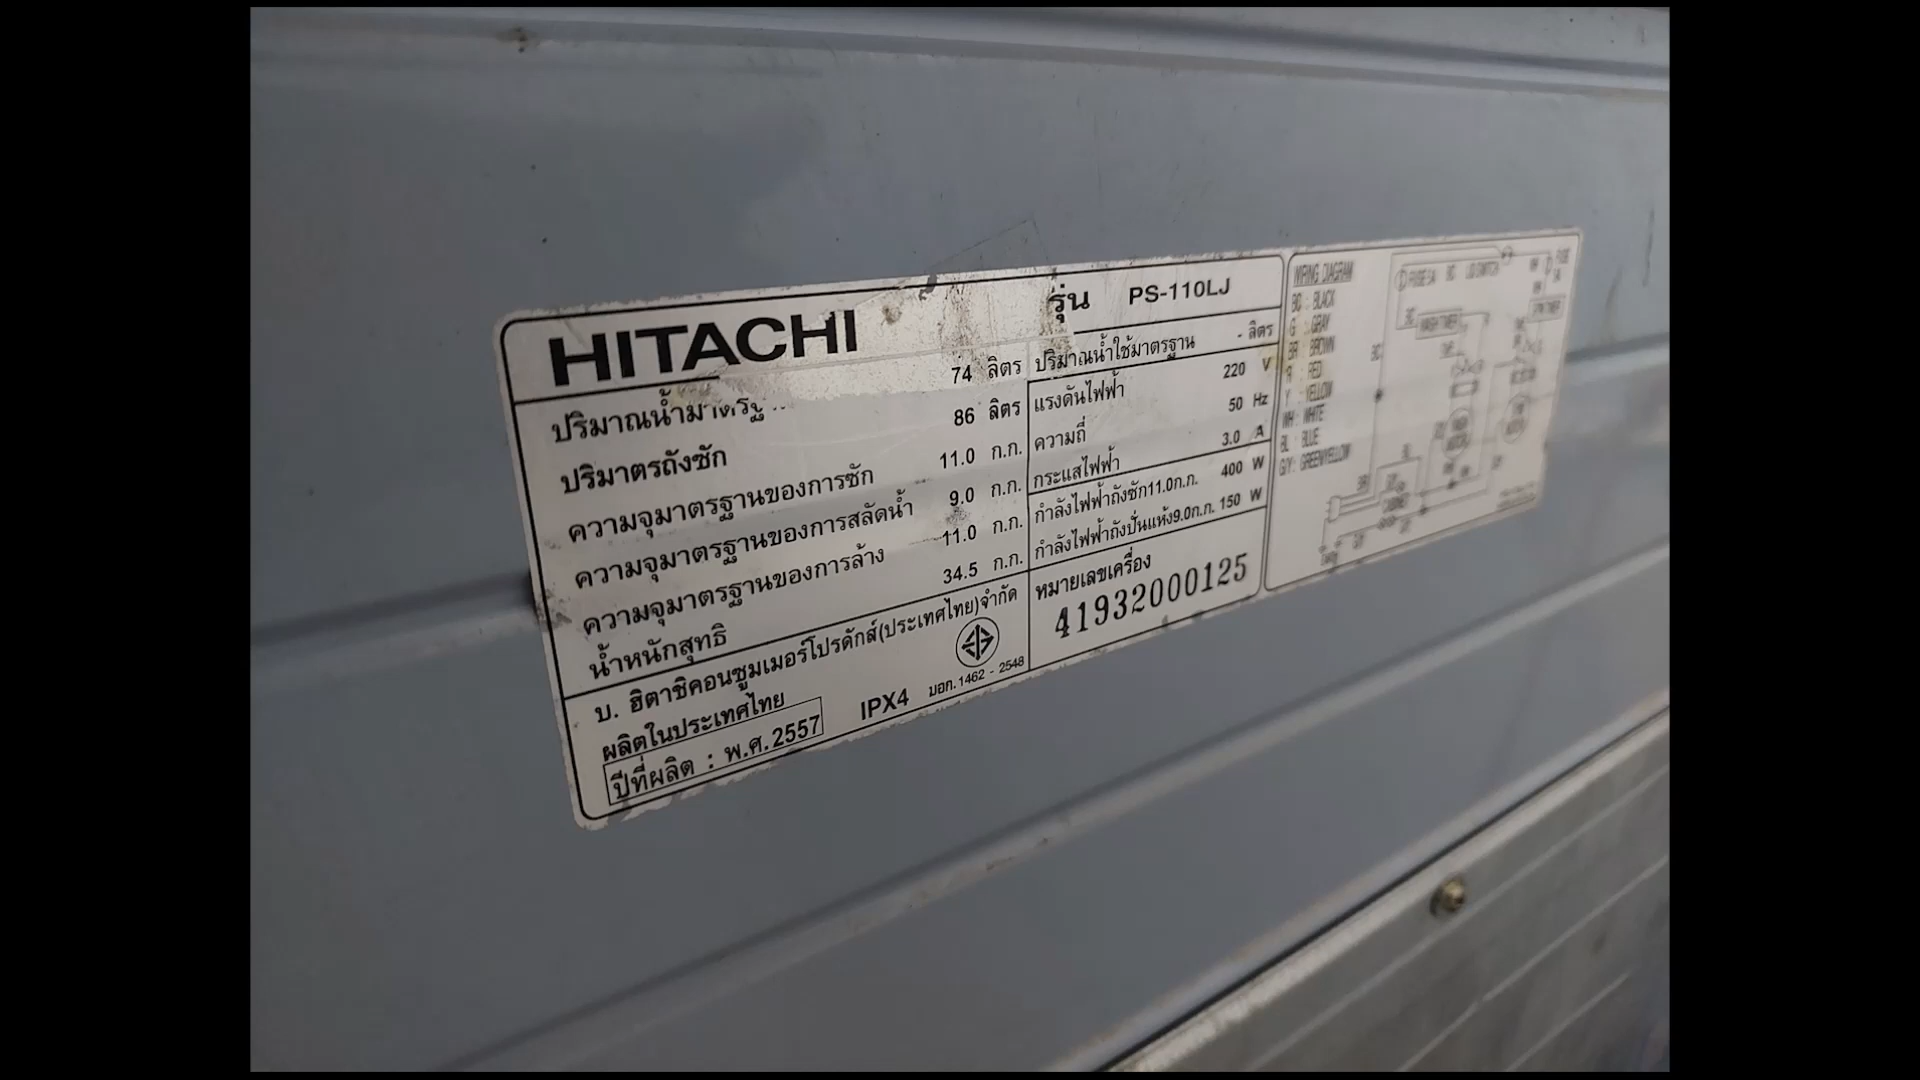 HITACHI
รุ่น PS-110LJ
ปริมาณน้ำมาตรฐาน 74 ลิตร
ปริมาตรถังซัก 86 ลิตร
ความจุมาตรฐานของการซัก 11.0 ก.ก.
ความจุมาตรฐานของการสลัดน้ำ 9.0 ก.ก.
ความจุมาตรฐานของการล้าง 11.0 ก.ก.
น้ำหนักสุทธิ 34.5 ก.ก.
บ. ฮิตาชิคอนซูมเมอร์โปรดักส์(ประเทศไทย)จำกัด
ผลิตในประเทศไทย
ปีที่ผลิต : พ.ศ.2557
IPX4
มอก.1462 - 2548
ปริมาณน้ำใช้มาตรฐาน - ลิตร
แรงดันไฟฟ้า 220 V
ความถี่ 50 Hz
กระแสไฟฟ้า 3.0 A
กำลังไฟฟ้าถังซัก11.0ก.ก. 400 W
กำลังไฟฟ้าถังปั่นแห้ง9.0ก.ก. 150 W
หมายเลขเครื่อง
41932000125
WIRING DIAGRAM
: BLACK
G : GRAY
BR : BROWN
R : RED
Y : YELLOW
WH : WHITE
BL : BLUE
G/Y : GREEN/YELLOW
LID SWITCH
WASH TIMER